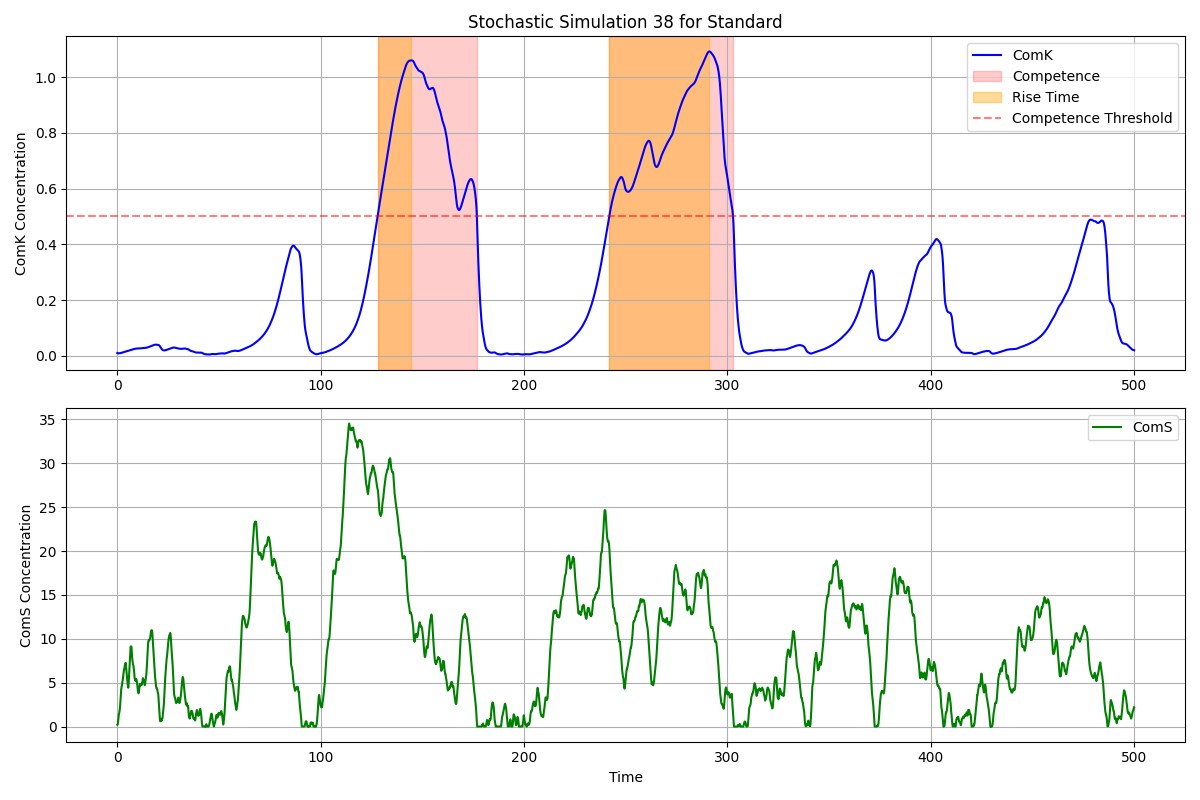 Stochastic Simulation 38 for Standard
ComK Concentration
1.0
0.8
0.6
0.4
0.2
0.0
ComK
Competence
Rise Time
Competence Threshold
0 100 200 300 400 500
ComS Concentration
35
30
25
20
15
10
5
0
ComS
0 100 200 300 400 500
Time